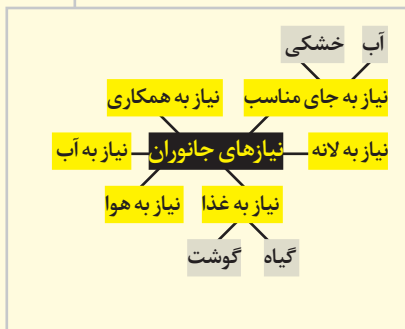 آب خشکی
نیاز به جای مناسب نیاز به همکاری
نیاز به لانه نیازهای جانوران نیاز به آب
نیاز به غذا نیاز به هوا
گیاه گوشت